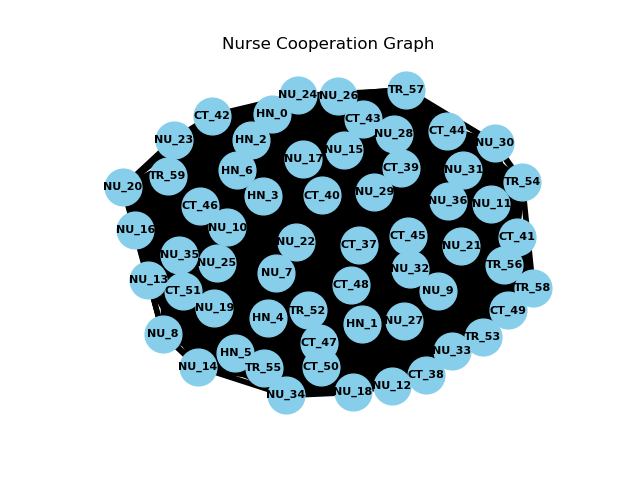 Nurse Cooperation Graph
TR_57
NU_24
NU_26
HN_0
CT_42
CT_43
CT_44
NU_28
NU_23
HN_2
NU_30
NU_15
NU_17
CT_39
HN_6
NU_31
TR_59
TR_54
NU_20
NU_29
CT_40
HN_3
NU_36
NU_11
CT_46
NU_10
NU_16
CT_45
CT_41
NU_22
CT_37
NU_21
NU_35
NU_25
TR_56
NU_32
NU_7
NU_13
CT_48
TR_58
CT_51
NU_9
NU_19
TR_52
CT_49
HN_4
NU_27
HN_1
NU_8
TR_53
CT_47
NU_33
HN_5
NU_14
CT_50
TR_55
CT_38
NU_12
NU_18
NU_34